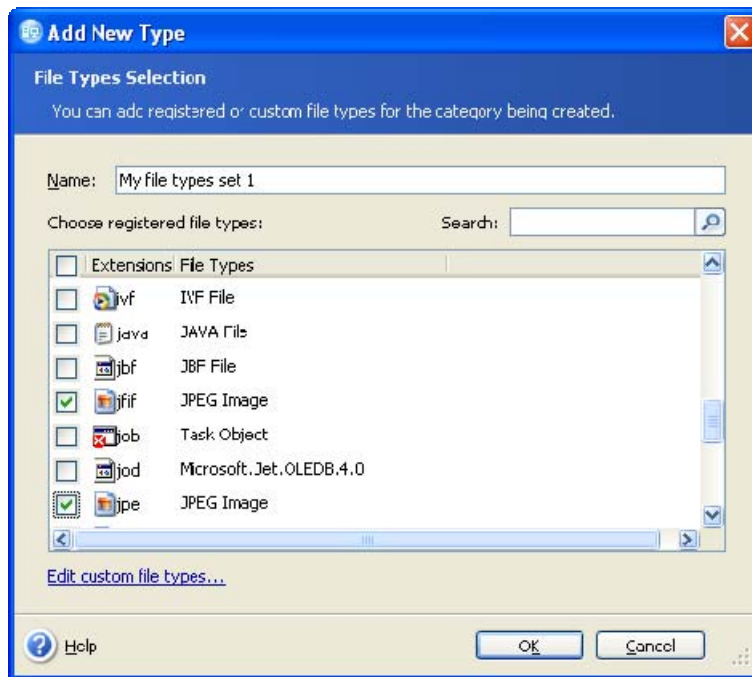 Add New Type
File Types Selection
You can add registered or custom file types for the category being created.
Name: My file types set 1
Choose registered file types: Search:
Extensions File Types
ivf IVF File
java JAVA File
jbf JBF File
jfif JPEG Image
job Task Object
jod Microsoft.Jet.OLEDB.4.0
jpe JPEG Image
Edit custom file types...
Help OK Cancel